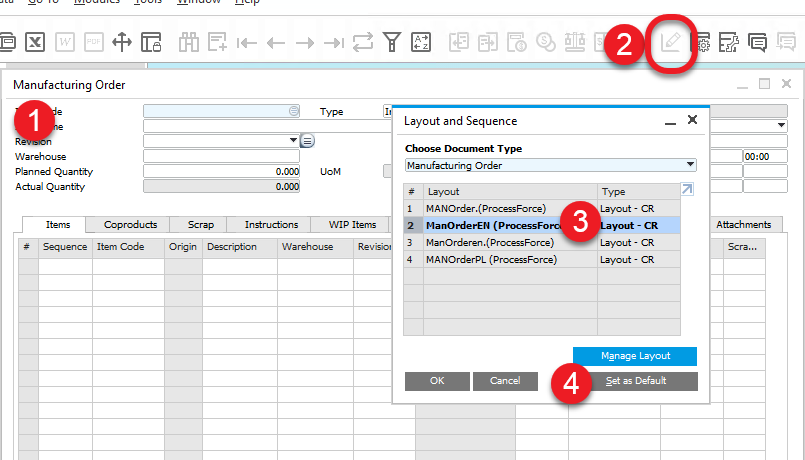 Go To Modules Tools Window Help
2
W PDF
Manufacturing Order
1
Type
Revision
Warehouse
00:00
Planned Quantity 0.000 UoM
Actual Quantity 0.000
Items Coproducts Scrap Instructions WIP Items Attachments
# Sequence Item Code Origin Description Warehouse Revision Scra...
Layout and Sequence
Choose Document Type
Manufacturing Order
# Layout Type
1 MANOrder.(ProcessForce) Layout - CR
2 ManOrderEN (ProcessForce 3 Layout - CR
3 ManOrderen.(ProcessForce) Layout - CR
4 MANOrderPL (ProcessForce) Layout - CR
Manage Layout
OK Cancel 4 Set as Default